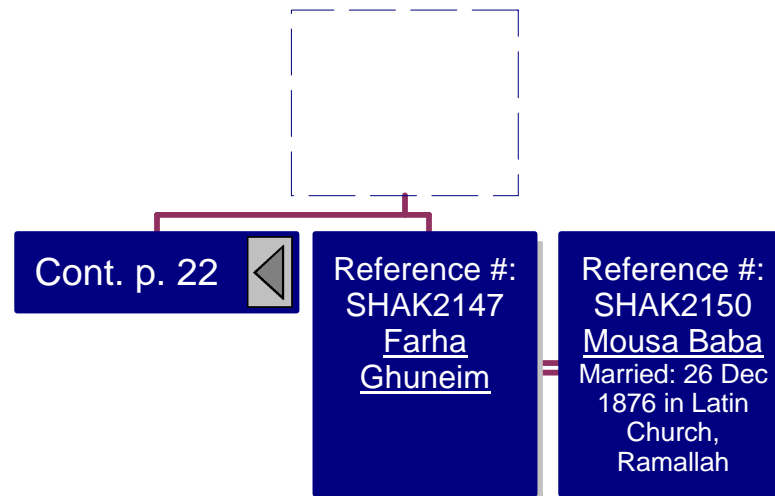 Cont. p. 22
Reference #:
SHAK2147
Farha
Ghuneim
Reference #:
SHAK2150
Mousa Baba
Married: 26 Dec
1876 in Latin
Church,
Ramallah